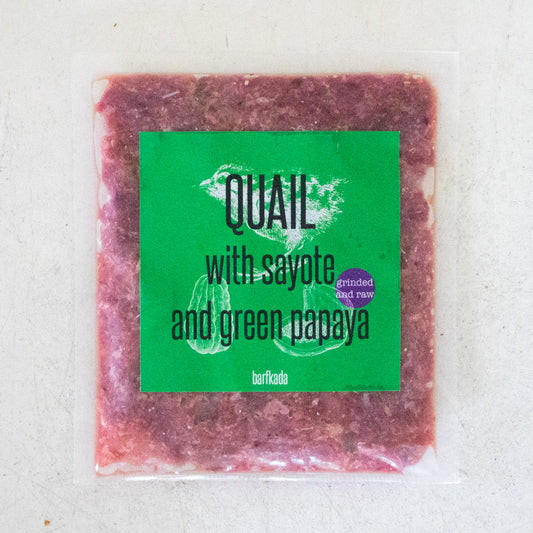 QUAIL
with sayote
grinded
and raw
and green papaya
barfkada